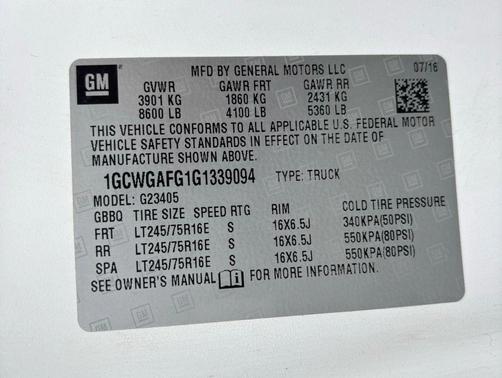 GM
MFD BY GENERAL MOTORS LLC 07/16
GVWR GAWR FRT GAWR RR
3901 KG 1860 KG 2431 KG
8600 LB 4100 LB 5360 LB
THIS VEHICLE CONFORMS TO ALL APPLICABLE U.S. FEDERAL MOTOR
VEHICLE SAFETY STANDARDS IN EFFECT ON THE DATE OF
MANUFACTURE SHOWN ABOVE.
1GCWGAFG1G1339094 TYPE: TRUCK
MODEL: G23405
GBBQ TIRE SIZE SPEED RTG RIM COLD TIRE PRESSURE
FRT LT245/75R16E S 16X6.5J 340KPA(50PSI)
RR LT245/75R16E S 16X6.5J 550KPA(80PSI)
SPA LT245/75R16E S 16X6.5J 550KPA(80PSI)
SEE OWNER'S MANUAL FOR MORE INFORMATION.